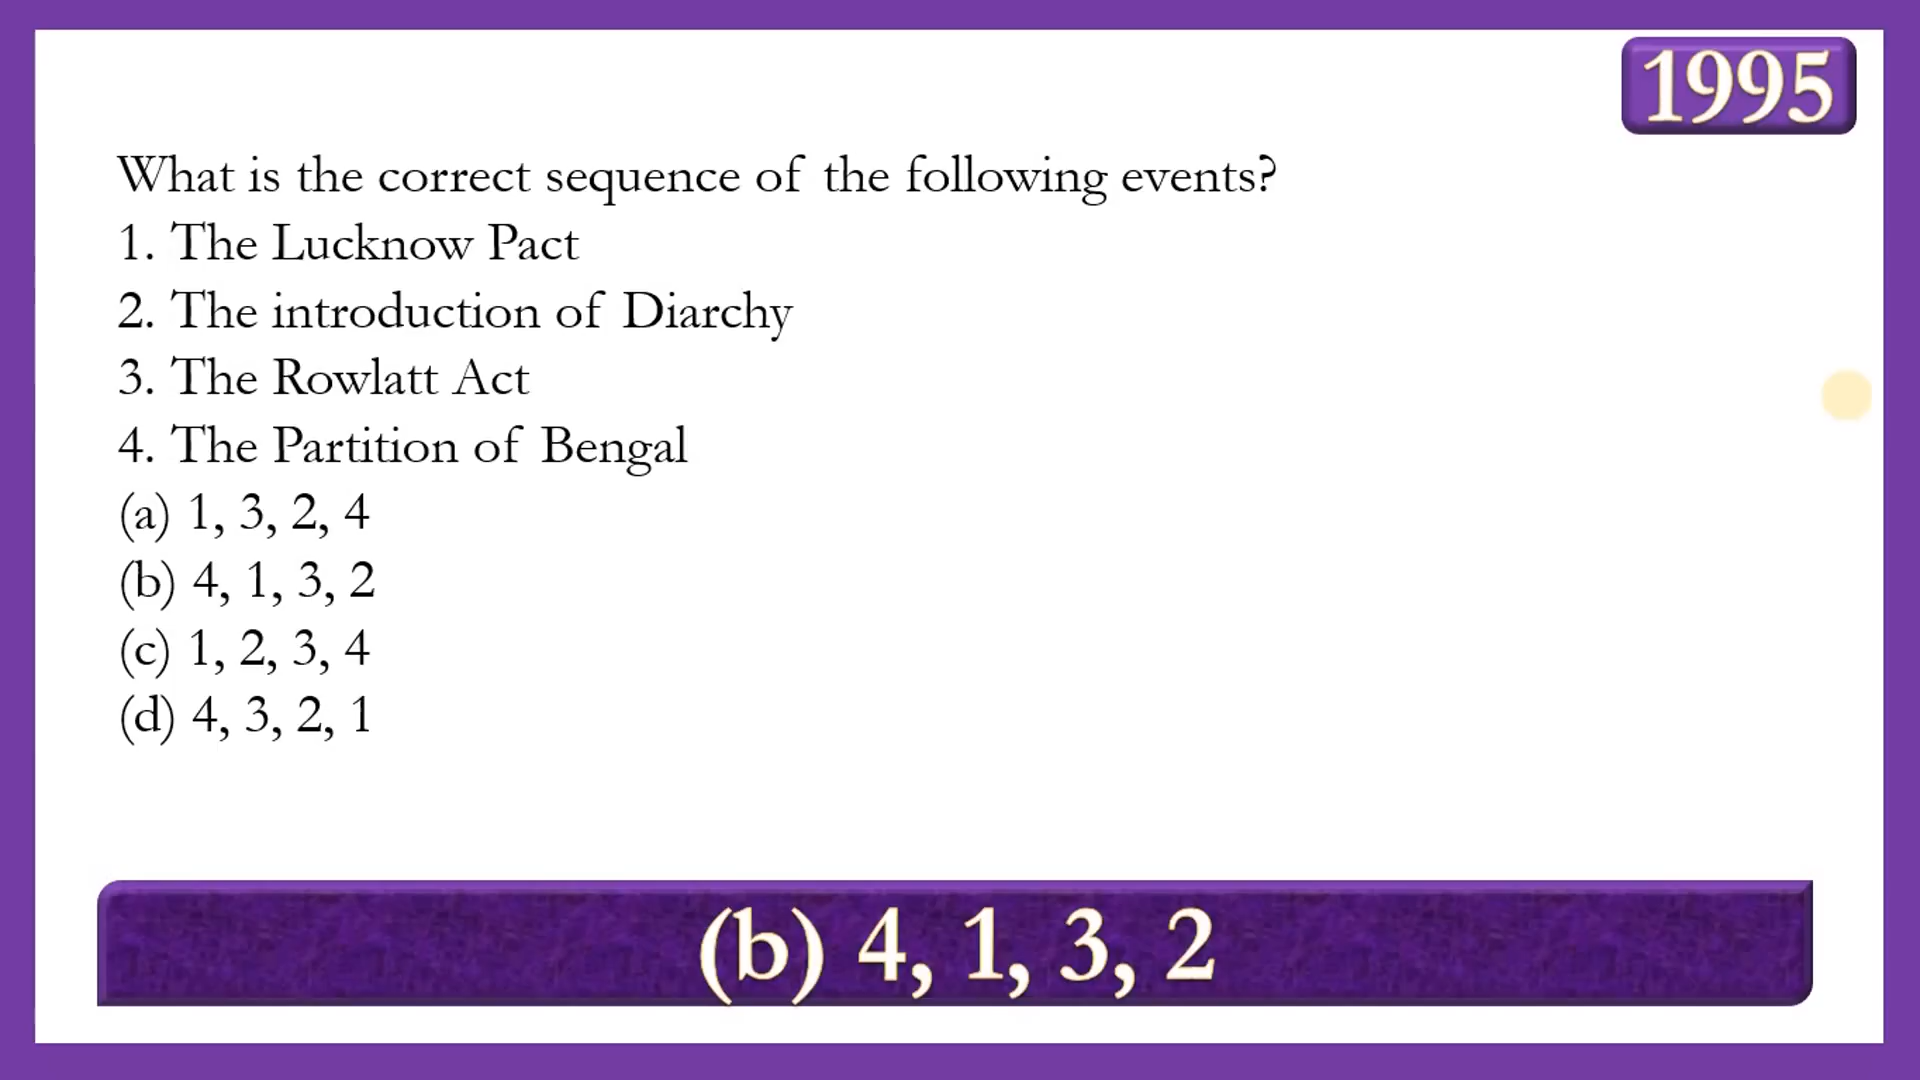 1995
What is the correct sequence of the following events?
1. The Lucknow Pact
2. The introduction of Diarchy
3. The Rowlatt Act
4. The Partition of Bengal
(a) 1, 3, 2, 4
(b) 4, 1, 3, 2
(c) 1, 2, 3, 4
(d) 4, 3, 2, 1
(b) 4, 1, 3, 2